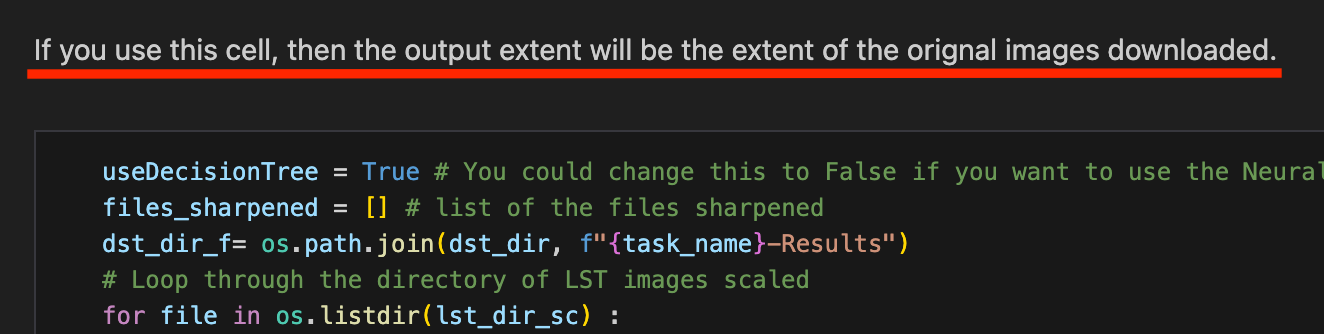 If you use this cell, then the output extent will be the extent of the orignal images downloaded.
useDecisionTree = True # You could change this to False if you want to use the Neural
files_sharpened = [] # list of the files sharpened
dst_dir_f= os.path.join(dst_dir, f"{task_name}-Results")
# Loop through the directory of LST images scaled
for file in os.listdir(lst_dir_sc) :